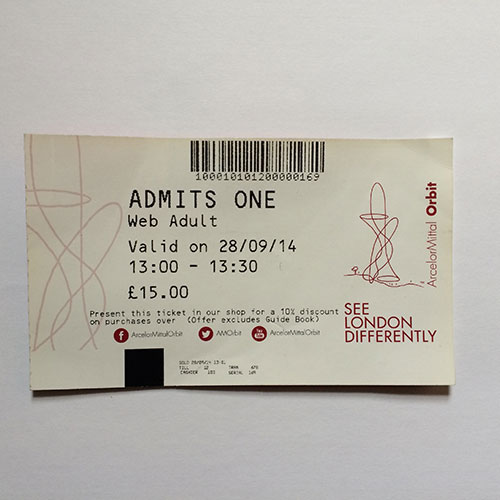 1000101012000000169
ADMITS ONE
Web Adult
Valid on 28/09/14
13:00 - 13:30
£15.00
Present this ticket in our shop for a 10% discount
on purchases over (Offer excludes Guide Book)
ArcelorMittalOrbit
AMOrbit
ArcelorMittalOrbit
ArcelorMittal Orbit
SEE
LONDON
DIFFERENTLY